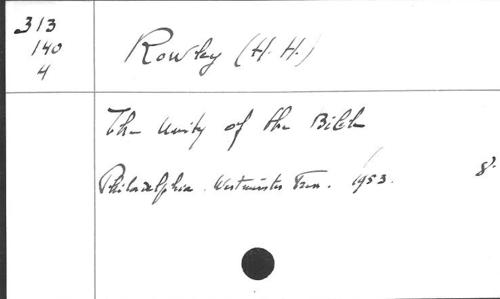 313
140
4
Rowley (H. H.)
The Unity of the Bible
Philadelphia. Westminster Press. 1953. 8°